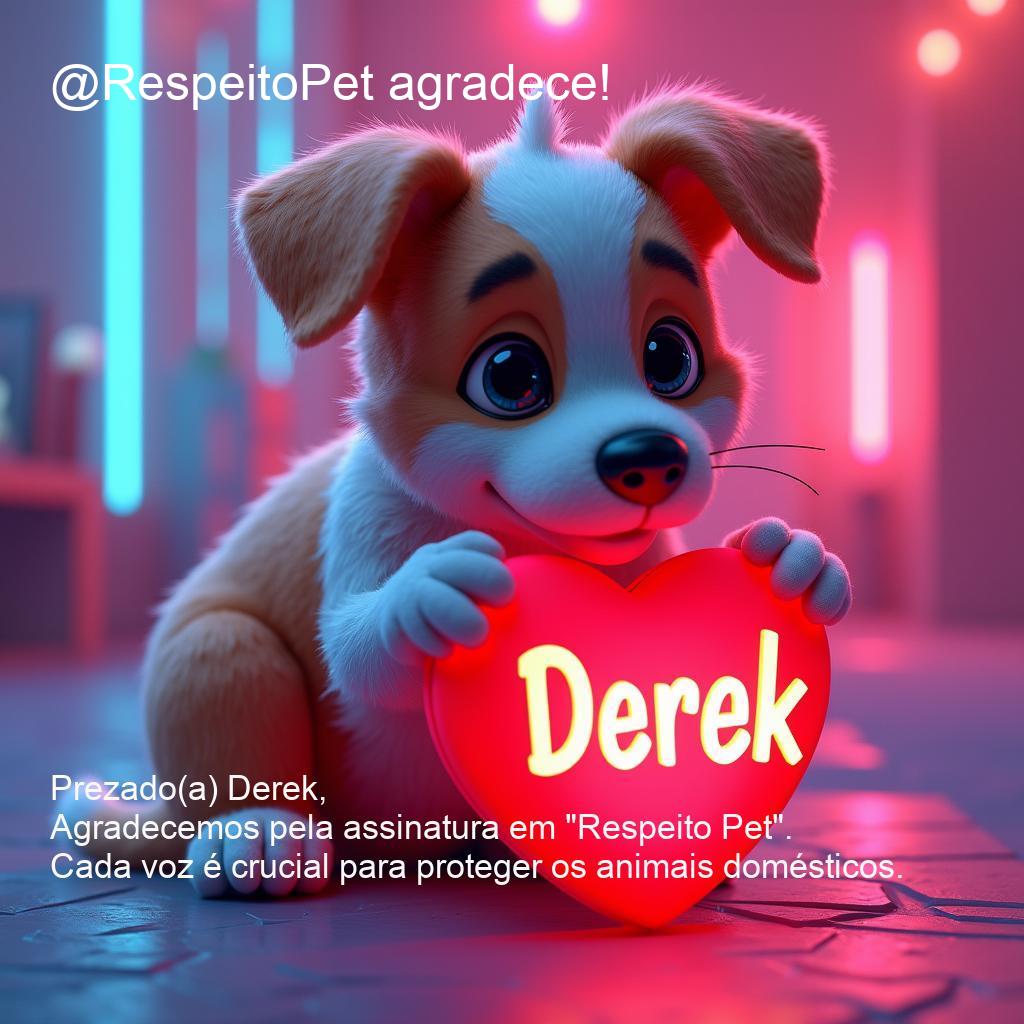 @RespeitoPet agradece!
Derek
Prezado(a) Derek,
Agradecemos pela assinatura em "Respeito Pet".
Cada voz é crucial para proteger os animais domésticos.